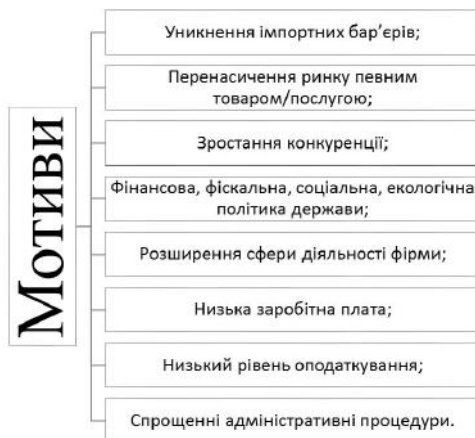 Мотиви
Уникнення імпортних бар’єрів;
Перенасичення ринку певним
товаром/послугою;
Зростання конкуренції;
Фінансова, фіскальна, соціальна, екологічна
політика держави;
Розширення сфери діяльності фірми;
Низька заробітна плата;
Низький рівень оподаткування;
Спрощенні адміністративні процедури.